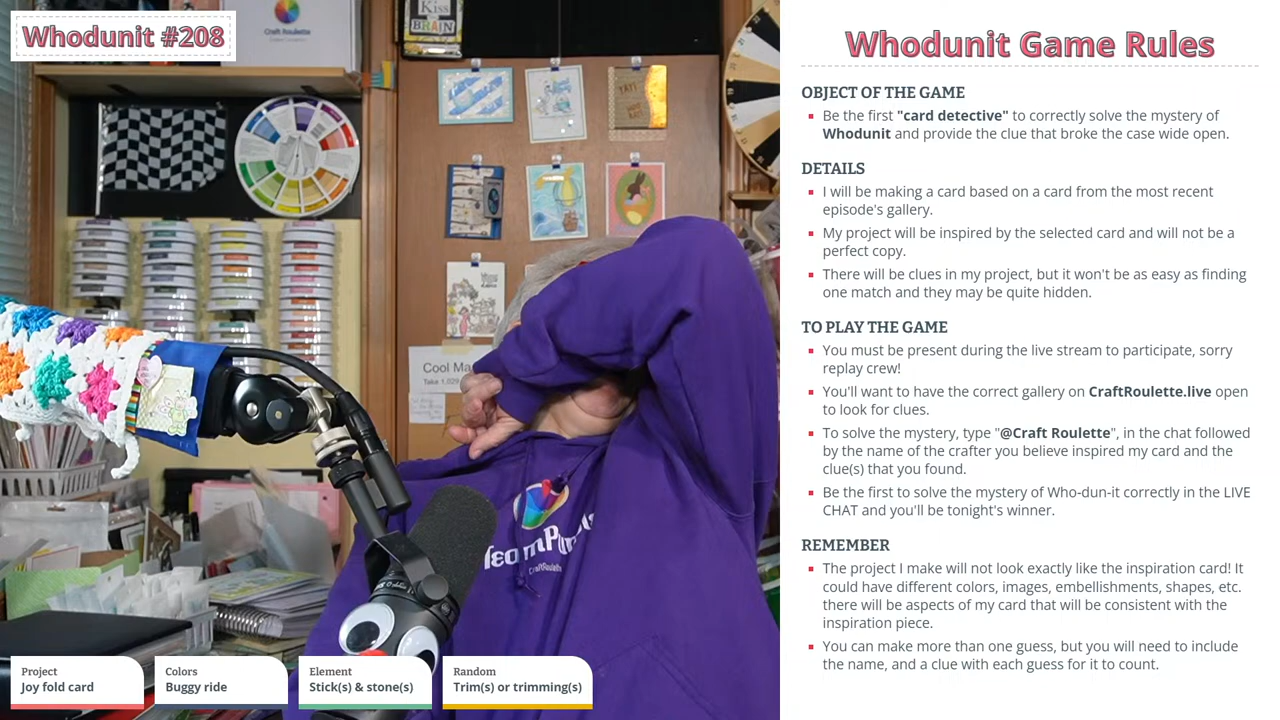 Whodunit #208
Craft Roulette
Kiss
BRAIN
YAY!
Cool Ma
Take 1,029
TeamPur
CraftRoulette
Project
Joy fold card
Colors
Buggy ride
Element
Stick(s) & stone(s)
Random
Trim(s) or trimming(s)
Whodunit Game Rules
OBJECT OF THE GAME
Be the first "card detective" to correctly solve the mystery of
Whodunit and provide the clue that broke the case wide open.
DETAILS
I will be making a card based on a card from the most recent
episode's gallery.
My project will be inspired by the selected card and will not be a
perfect copy.
There will be clues in my project, but it won't be as easy as finding
one match and they may be quite hidden.
TO PLAY THE GAME
You must be present during the live stream to participate, sorry
replay crew!
You'll want to have the correct gallery on CraftRoulette.live open
to look for clues.
To solve the mystery, type "@Craft Roulette", in the chat followed
by the name of the crafter you believe inspired my card and the
clue(s) that you found.
Be the first to solve the mystery of Who-dun-it correctly in the LIVE
CHAT and you'll be tonight's winner.
REMEMBER
The project I make will not look exactly like the inspiration card! It
could have different colors, images, embellishments, shapes, etc.
there will be aspects of my card that will be consistent with the
inspiration piece.
You can make more than one guess, but you will need to include
the name, and a clue with each guess for it to count.